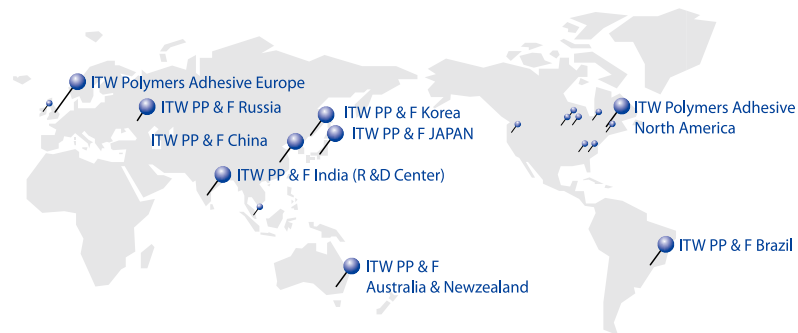 ITW Polymers Adhesive Europe
ITW PP & F Russia
ITW PP & F Korea
ITW PP & F JAPAN
ITW PP & F China
ITW PP & F India (R &D Center)
ITW PP & F
Australia & Newzealand
ITW Polymers Adhesive
North America
ITW PP & F Brazil